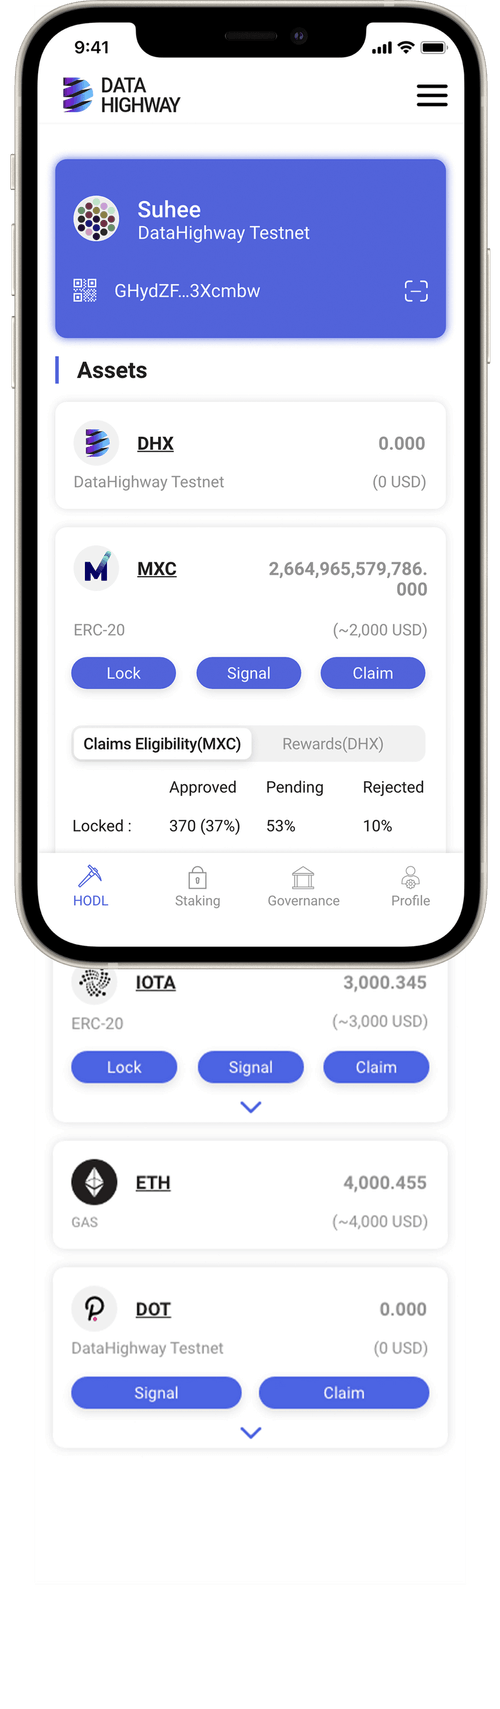 9:41
DATA
HIGHWAY
Suhee
DataHighway Testnet
GHydZF...3Xcmbw
Assets
DHX 0.000
DataHighway Testnet (0 USD)
MXC 2,664,965,579,786.
000
ERC-20 (~2,000 USD)
Lock Signal Claim
Claims Eligibility(MXC) Rewards(DHX)
Approved Pending Rejected
Locked : 370 (37%) 53% 10%
HODL Staking Governance Profile
IOTA 3,000.345
ERC-20 (~3,000 USD)
Lock Signal Claim
ETH 4,000.455
GAS (~4,000 USD)
DOT 0.000
DataHighway Testnet (0 USD)
Signal Claim